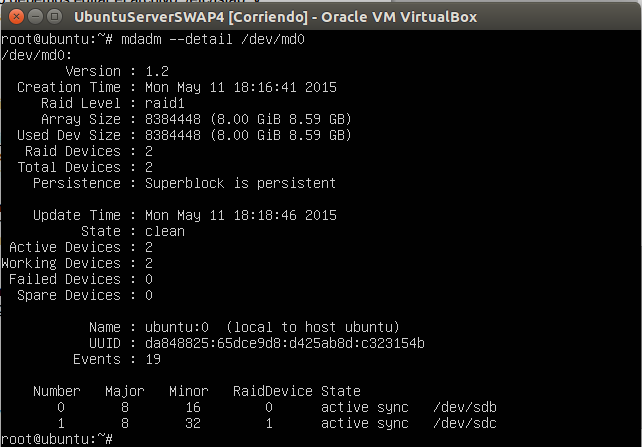 UbuntuServerSWAP4 [Corriendo] - Oracle VM VirtualBox
root@ubuntu:~# mdadm --detail /dev/md0
/dev/md0:
Version : 1.2
Creation Time : Mon May 11 18:16:41 2015
Raid Level : raid1
Array Size : 8384448 (8.00 GiB 8.59 GB)
Used Dev Size : 8384448 (8.00 GiB 8.59 GB)
Raid Devices : 2
Total Devices : 2
Persistence : Superblock is persistent
Update Time : Mon May 11 18:18:46 2015
State : clean
Active Devices : 2
Working Devices : 2
Failed Devices : 0
Spare Devices : 0
Name : ubuntu:0  (local to host ubuntu)
UUID : da848825:65dce9d8:d425ab8d:c323154b
Events : 19
Number   Major   Minor   RaidDevice State
0       8       16        0      active sync   /dev/sdb
1       8       32        1      active sync   /dev/sdc
root@ubuntu:~#